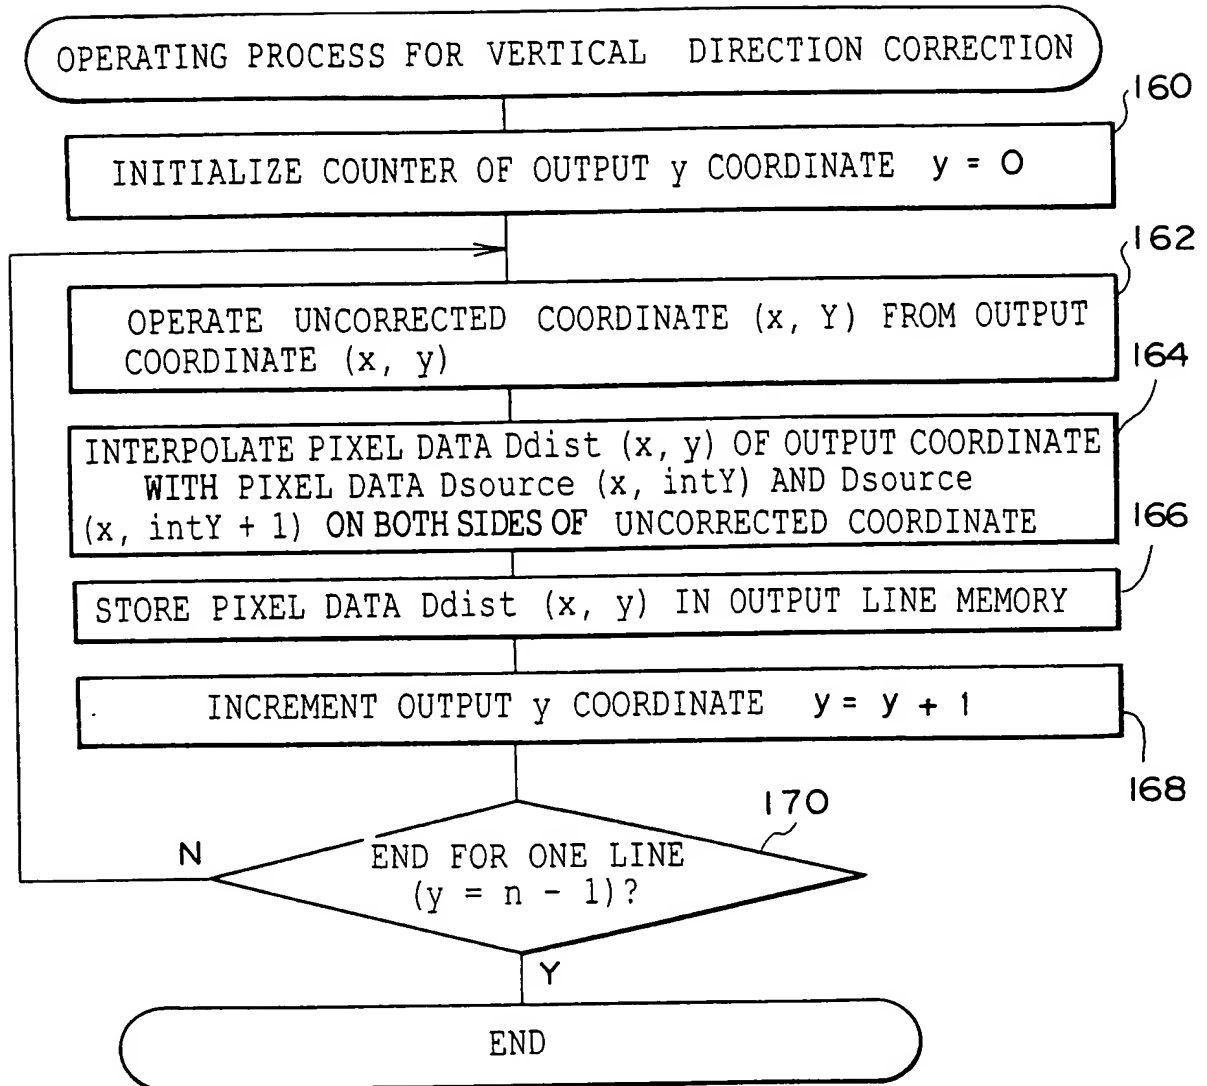 OPERATING PROCESS FOR VERTICAL DIRECTION CORRECTION
160
INITIALIZE COUNTER OF OUTPUT y COORDINATE y = 0
162
OPERATE UNCORRECTED COORDINATE (x, Y) FROM OUTPUT
COORDINATE (x, y)
164
INTERPOLATE PIXEL DATA Ddist (x, y) OF OUTPUT COORDINATE
WITH PIXEL DATA Dsource (x, intY) AND Dsource
(x, intY + 1) ON BOTH SIDES OF UNCORRECTED COORDINATE
166
STORE PIXEL DATA Ddist (x, y) IN OUTPUT LINE MEMORY
INCREMENT OUTPUT y COORDINATE y = y + 1
168
170
N
END FOR ONE LINE
(y = n - 1)?
Y
END